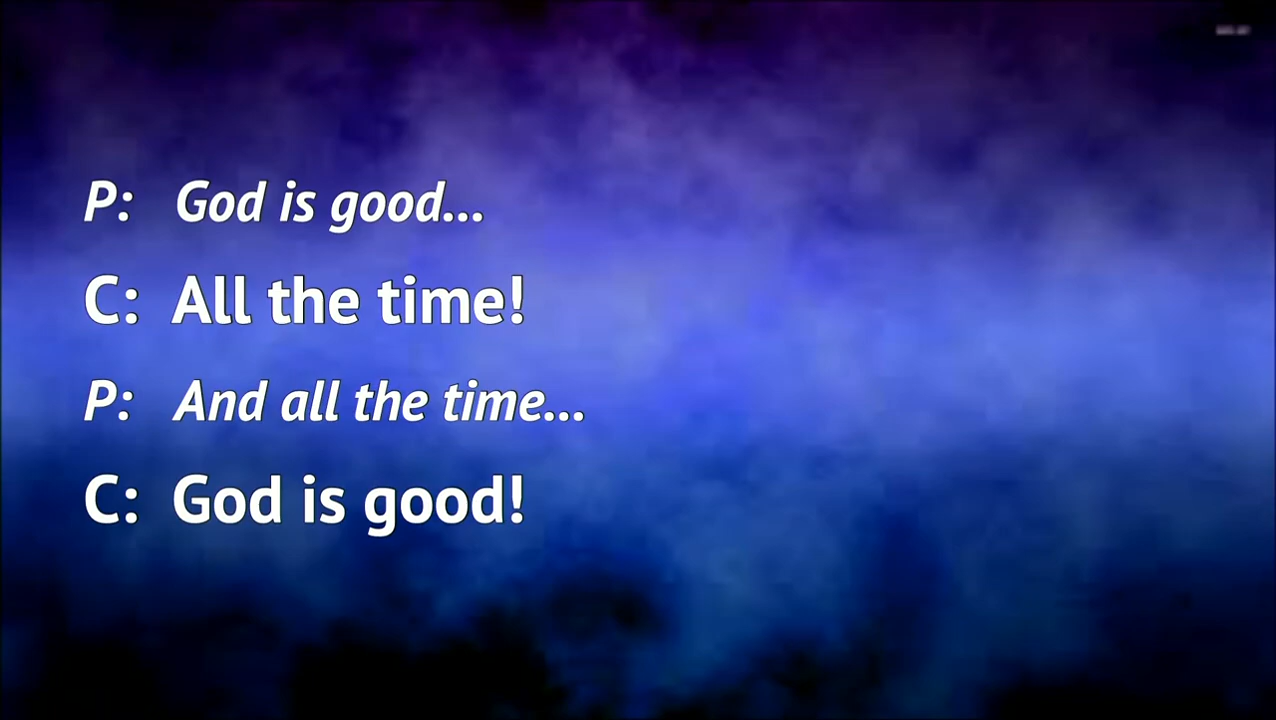 P: God is good...
C: All the time!
P: And all the time...
C: God is good!